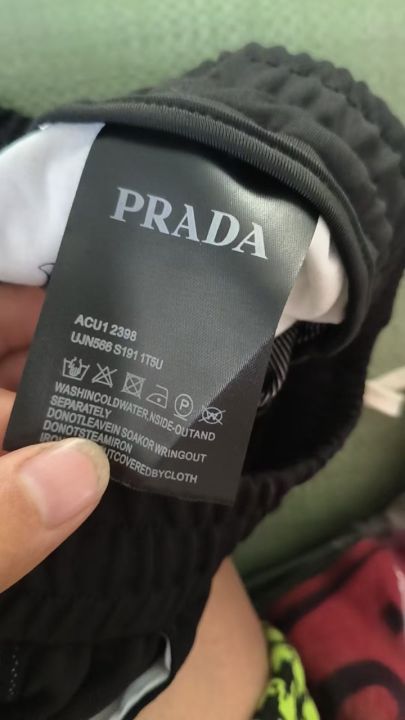 PRADA
ACU1 2398
UJN566 S191 1T5U
WASHINCOLDWATER,NSIDE-OUTAND
SEPARATELY
DONOTLEAVEIN SOAKOR WRINGOUT
DONOTSTEAMIRON
IRON UTCOVEREDBYCLOTH